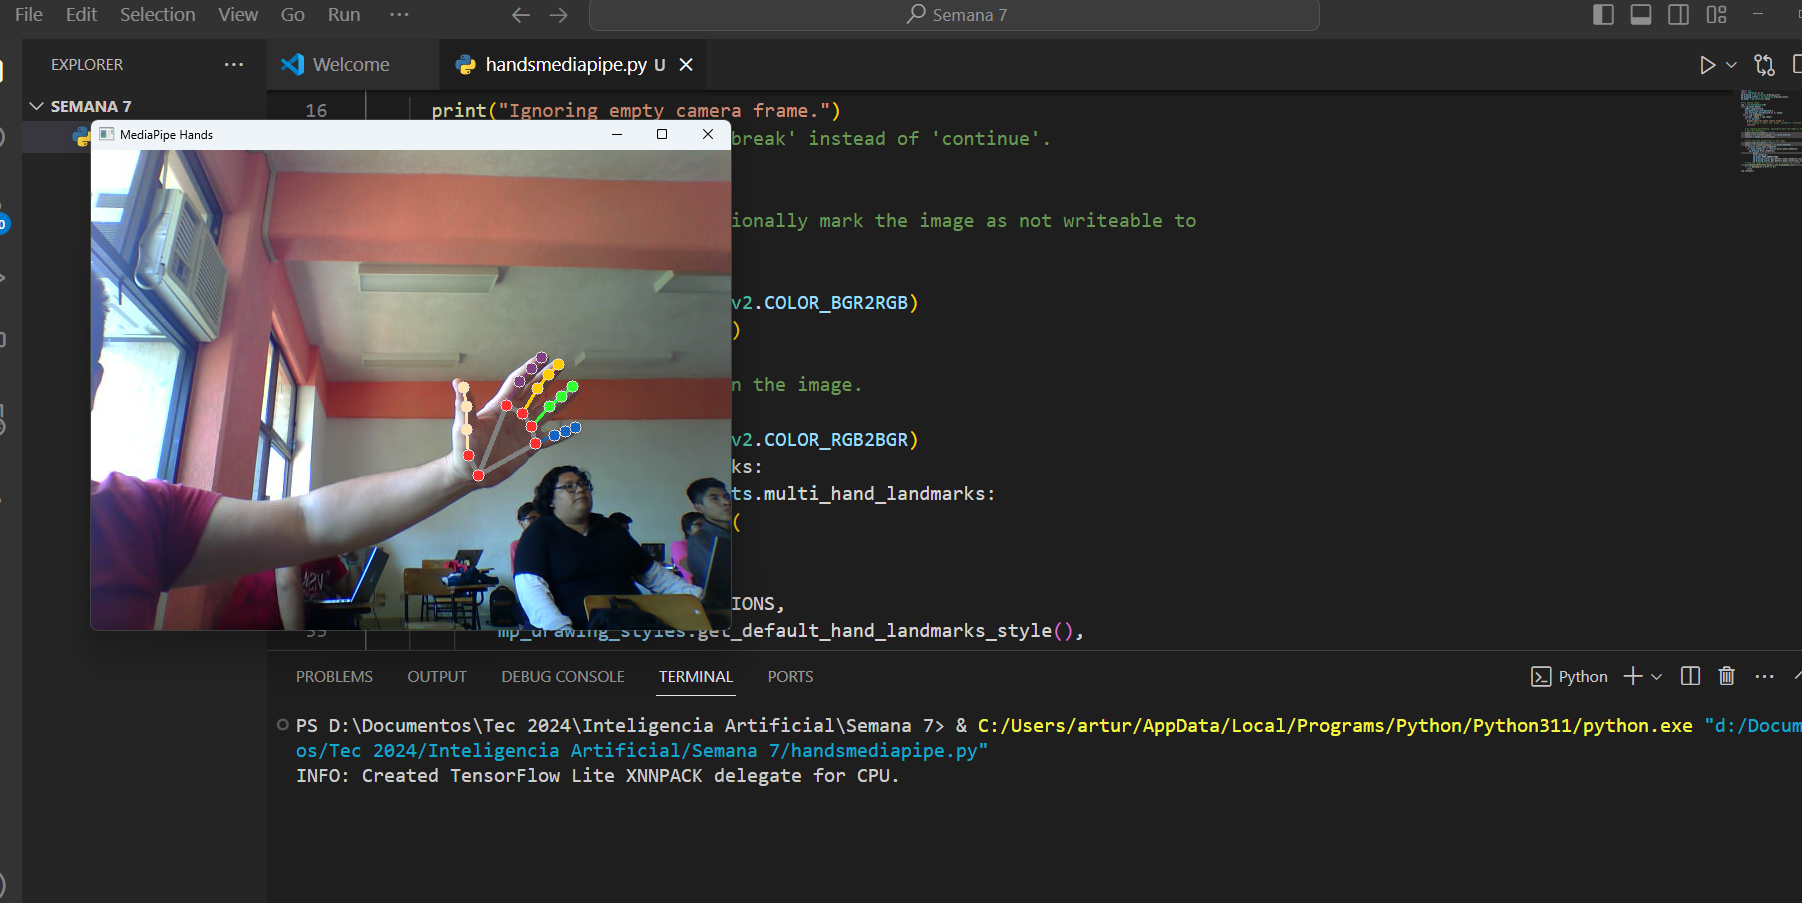 File Edit Selection View Go Run ··· Semana 7
EXPLORER ···
Welcome
handsmediapipe.py U
SEMANA 7
16 print("Ignoring empty camera frame.")
MediaPipe Hands
break' instead of 'continue'.
ionally mark the image as not writeable to
v2.COLOR_BGR2RGB)
)
n the image.
v2.COLOR_RGB2BGR)
ks:
ts.multi_hand_landmarks:
(
IONS,
mp_drawing_styles.get_default_hand_landmarks_style(),
PROBLEMS OUTPUT DEBUG CONSOLE TERMINAL PORTS Python
PS D:\Documentos\Tec 2024\Inteligencia Artificial\Semana 7> & C:/Users/artur/AppData/Local/Programs/Python/Python311/python.exe "d:/Docum
os/Tec 2024/Inteligencia Artificial/Semana 7/handsmediapipe.py"
INFO: Created TensorFlow Lite XNNPACK delegate for CPU.